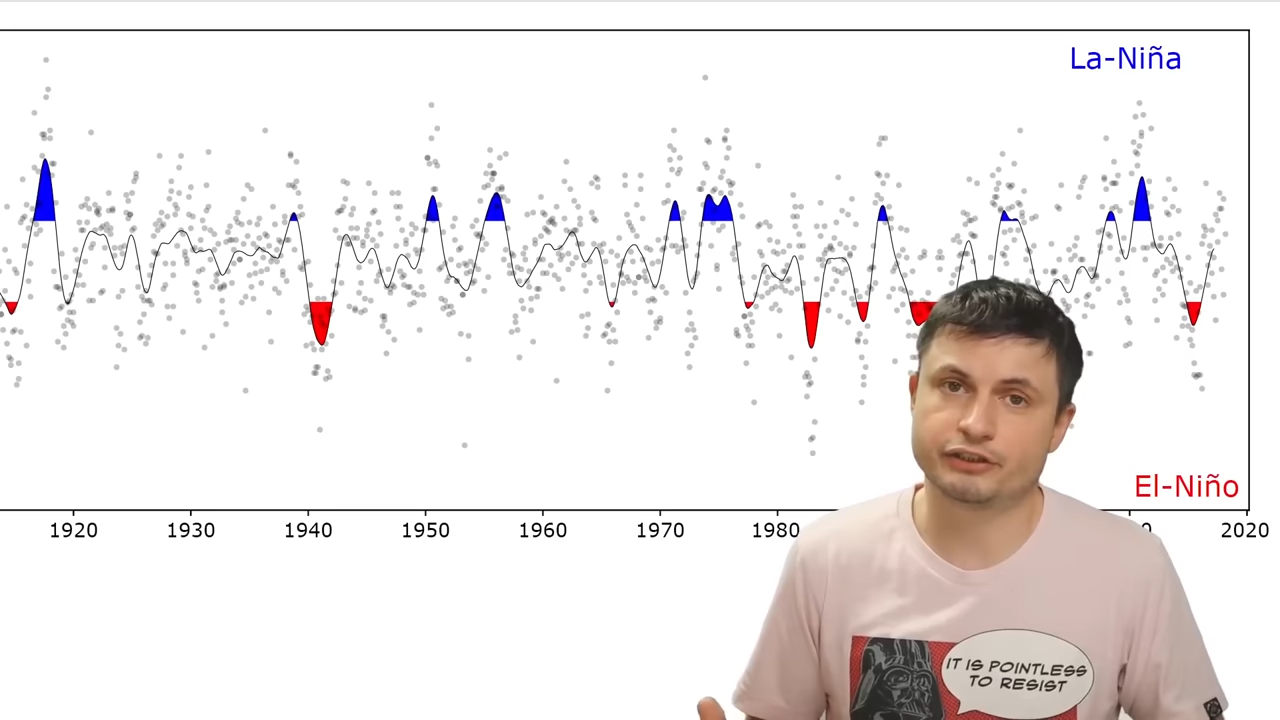 La-Niña
El-Niño
1920 1930 1940 1950 1960 1970 1980 2020
IT IS POINTLESS
TO RESIST